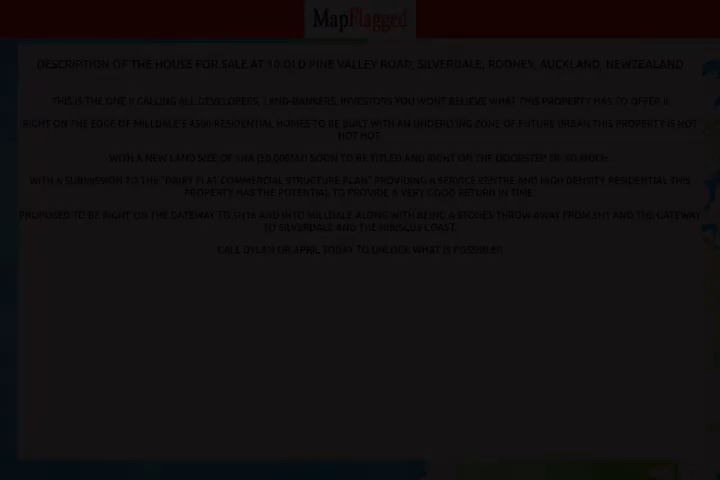 MapFlagged
DESCRIPTION OF THE HOUSE FOR SALE AT 10 OLD PINE VALLEY ROAD, SILVERDALE, RODNEY, AUCKLAND, NEWZEALAND
THIS IS THE ONE !! CALLING ALL DEVELOPERS, LAND-BANKERS, INVESTORS YOU WONT BELIEVE WHAT THIS PROPERTY HAS TO OFFER !!
RIGHT ON THE EDGE OF MILLDALE'S 4500 RESIDENTIAL HOMES TO BE BUILT WITH AN UNDERLYING ZONE OF FUTURE URBAN THIS PROPERTY IS HOT
HOT HOT.
WITH A NEW LAND SIZE OF 5HA (50,000M2) SOON TO BE TITLED AND RIGHT ON THE DOORSTEP OF SO MUCH.
WITH A SUBMISSION TO THE "DAIRY FLAT COMMERCIAL STRUCTURE PLAN" PROVIDING A SERVICE CENTRE AND HIGH DENSITY RESIDENTIAL THIS
PROPERTY HAS THE POTENTIAL TO PROVIDE A VERY GOOD RETURN IN TIME.
PROPOSED TO BE RIGHT ON THE GATEWAY TO SH16 AND INTO MILLDALE ALONG WITH BEING A STONES THROW AWAY FROM SH1 AND THE GATEWAY
TO SILVERDALE AND THE HIBISCUS COAST.
CALL DYLAN OR APRIL TODAY TO UNLOCK WHAT IS POSSIBLE!!